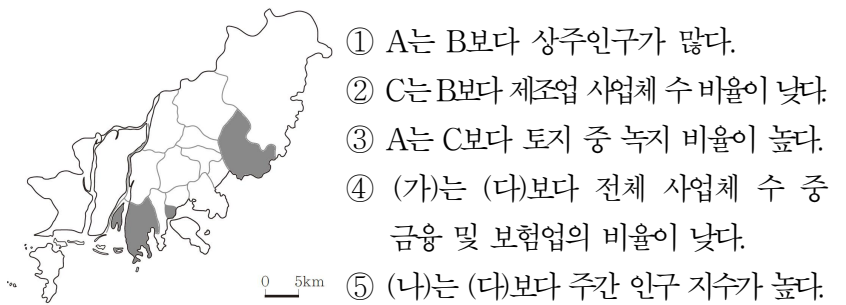 ① A는 B보다 상주인구가 많다.
② C는 B보다 제조업 사업체 수 비율이 낮다.
③ A는 C보다 토지 중 녹지 비율이 높다.
④ (가)는 (다)보다 전체 사업체 수 중
금융 및 보험업의 비율이 낮다.
⑤ (나)는 (다)보다 주간 인구 지수가 높다.
0 5km